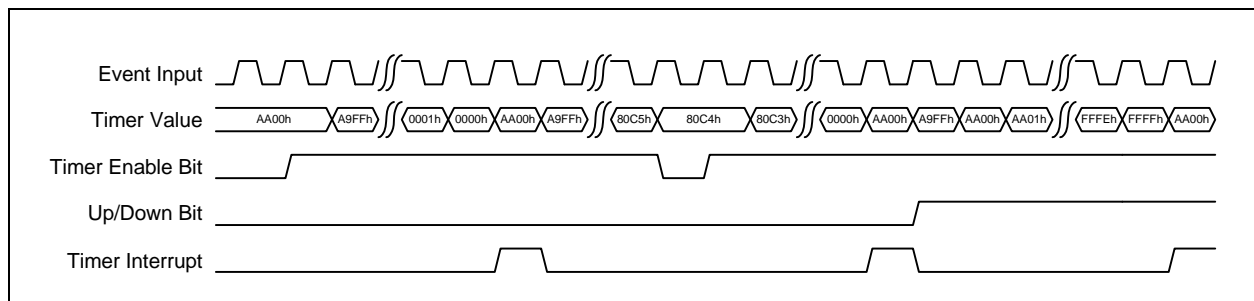 Event Input
Timer Value AA00h A9FFh 0001h 0000h AA00h A9FFh 80C5h 80C4h 80C3h 0000h AA00h A9FFh AA00h AA01h FFFEh FFFFh AA00h
Timer Enable Bit
Up/Down Bit
Timer Interrupt